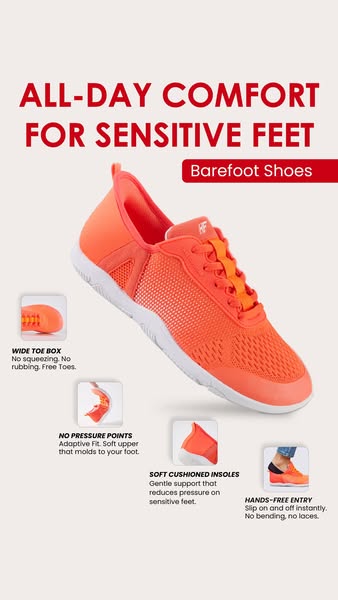 ALL-DAY COMFORT
FOR SENSITIVE FEET
Barefoot Shoes
HF
WIDE TOE BOX
No squeezing. No
rubbing. Free Toes.
NO PRESSURE POINTS
Adaptive Fit. Soft upper
that molds to your foot.
SOFT CUSHIONED INSOLES
Gentle support that
reduces pressure on
sensitive feet.
HANDS-FREE ENTRY
Slip on and off instantly.
No bending, no laces.